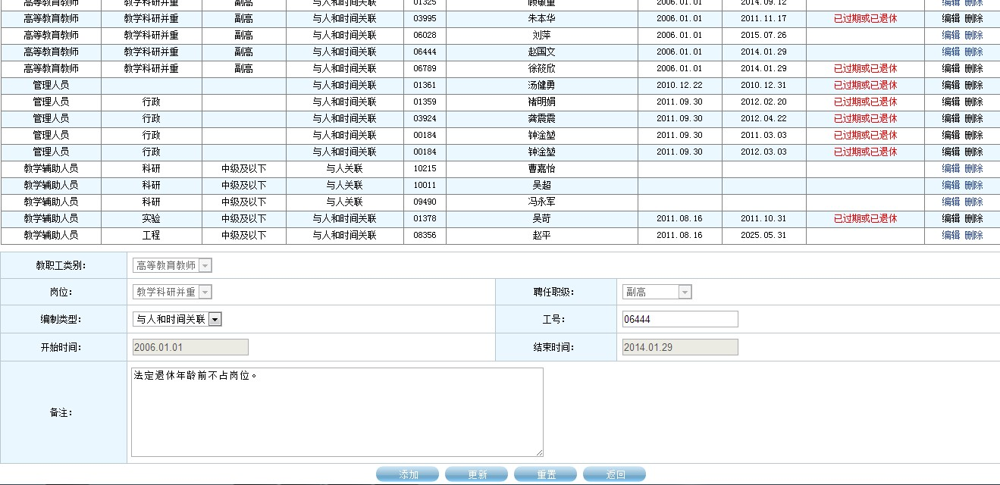 高等教育教师 教学科研并重 副高 与人和时间关联 01325 顾敏童 2006.01.01 2014.09.12 编辑 删除
高等教育教师 教学科研并重 副高 与人和时间关联 03995 朱本华 2006.01.01 2011.11.17 已过期或已退休 编辑 删除
高等教育教师 教学科研并重 副高 与人和时间关联 06028 刘萍 2006.01.01 2015.07.26 编辑 删除
高等教育教师 教学科研并重 副高 与人和时间关联 06444 赵国文 2006.01.01 2014.01.29 编辑 删除
高等教育教师 教学科研并重 副高 与人和时间关联 06789 徐筱欣 2006.01.01 2014.01.29 已过期或已退休 编辑 删除
管理人员 与人和时间关联 01361 汤健勇 2010.12.22 2010.12.31 已过期或已退休 编辑 删除
管理人员 行政 与人和时间关联 01359 褚明娟 2011.09.30 2012.02.20 已过期或已退休 编辑 删除
管理人员 行政 与人和时间关联 03924 龚震震 2011.09.30 2012.04.22 已过期或已退休 编辑 删除
管理人员 行政 与人和时间关联 00184 2011.09.30 2011.03.03 已过期或已退休 编辑 删除
管理人员 行政 与人和时间关联 00184 2011.09.30 2012.03.03 已过期或已退休 编辑 删除
教学辅助人员 科研 中级及以下 与人关联 10215 曹嘉怡 编辑 删除
教学辅助人员 科研 中级及以下 与人关联 10011 吴超 编辑 删除
教学辅助人员 科研 中级及以下 与人关联 09490 冯永军 编辑 删除
教学辅助人员 实验 中级及以下 与人和时间关联 01378 吴苛 2011.08.16 2011.10.31 已过期或已退休 编辑 删除
教学辅助人员 工程 中级及以下 与人和时间关联 08356 赵平 2011.08.16 2025.05.31 编辑 删除
教职工类别: 高等教育教师
岗位: 教学科研并重 聘任职级: 副高
编制类型: 与人和时间关联 工号: 06444
开始时间: 2006.01.01 结束时间: 2014.01.29
备注: 法定退休年龄前不占岗位。
添加 更新 重置 返回